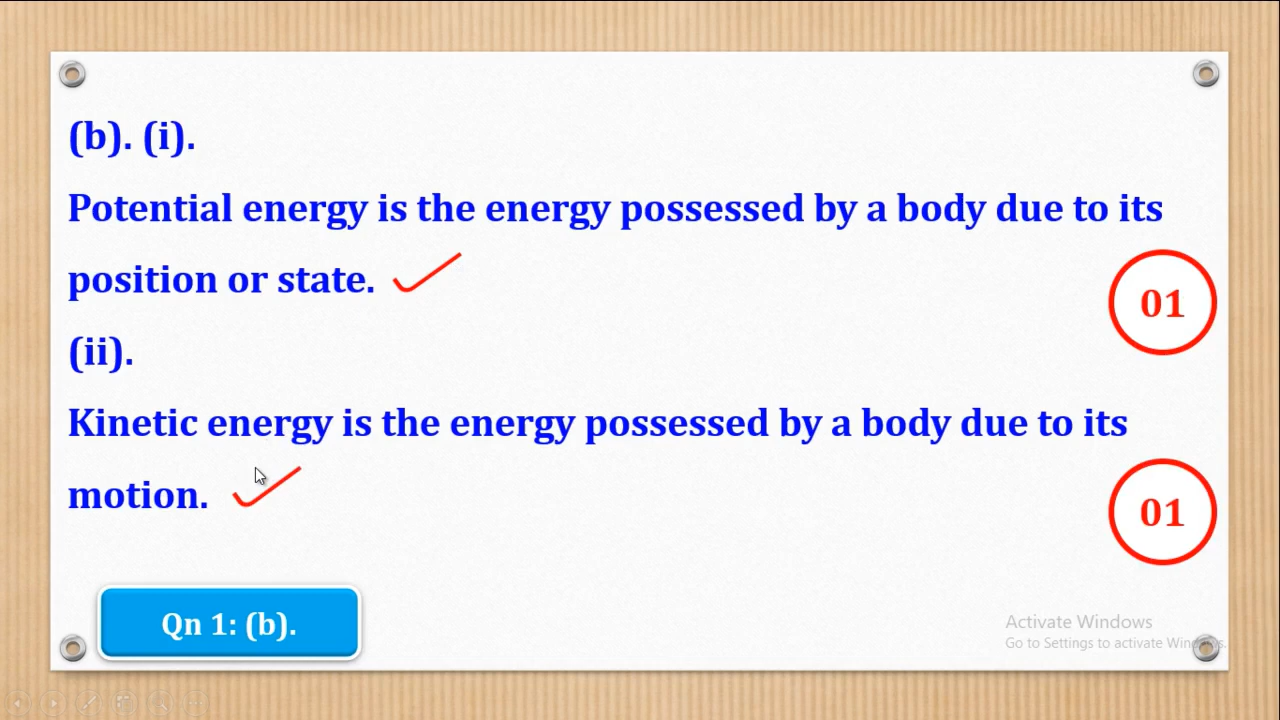 (b). (i).
Potential energy is the energy possessed by a body due to its
position or state.
01
(ii).
Kinetic energy is the energy possessed by a body due to its
motion.
01
Qn 1: (b).
Activate Windows
Go to Settings to activate Windows.